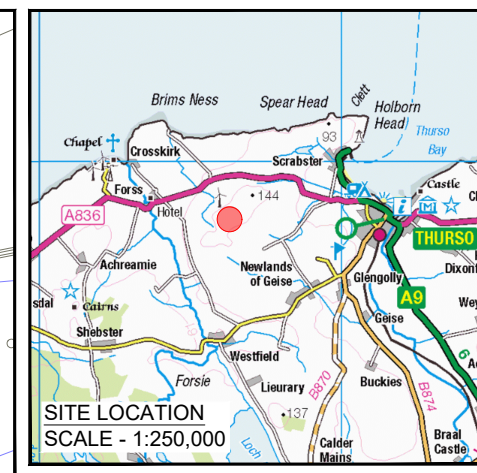 Brims Ness
Spear Head
Clett
Holborn
Head
93
Thurso
Bay
Chapel
Crosskirk
Scrabster
Castle
Forss
144
A836
Hotel
THURSO
Achreamie
Newlands
of Geise
Glengolly
Cairns
A9
Geise
Shebster
Westfield
6
Forsie
Lieurary
B870
Buckies
B874
SITE LOCATION
137
SCALE - 1:250,000
Loch
Calder
Mains
Braal
Castle